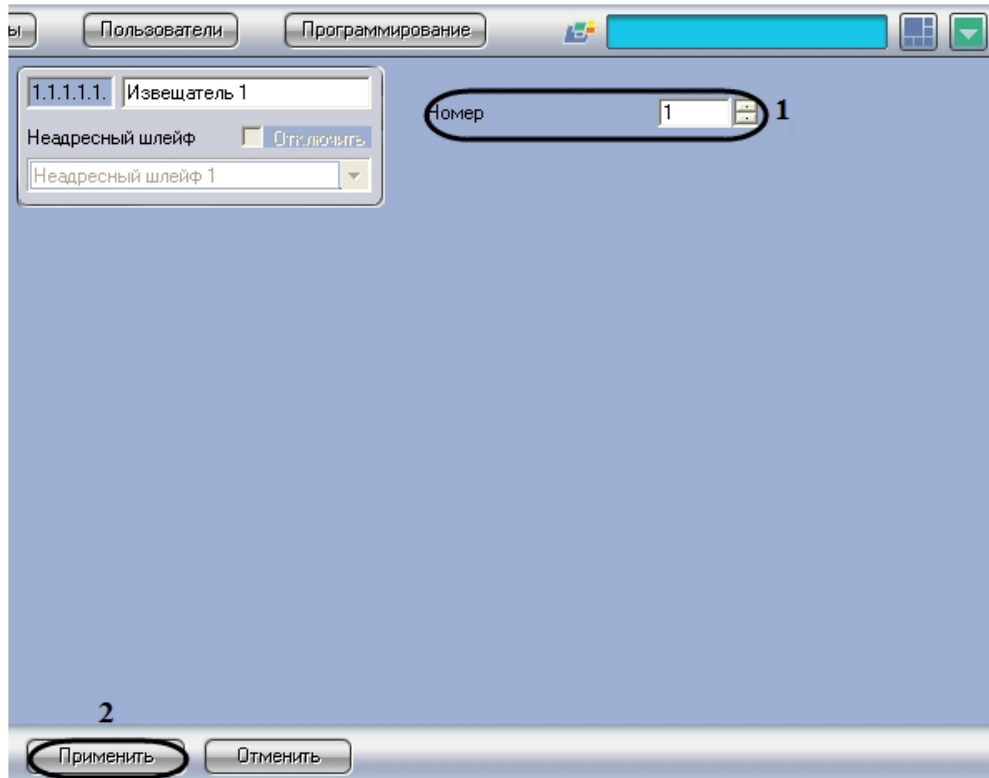 ы Пользователи Программирование
1.1.1.1.1. Извещатель 1
Номер 1 1
Неадресный шлейф Отключить
Неадресный шлейф 1
2
Применить Отменить